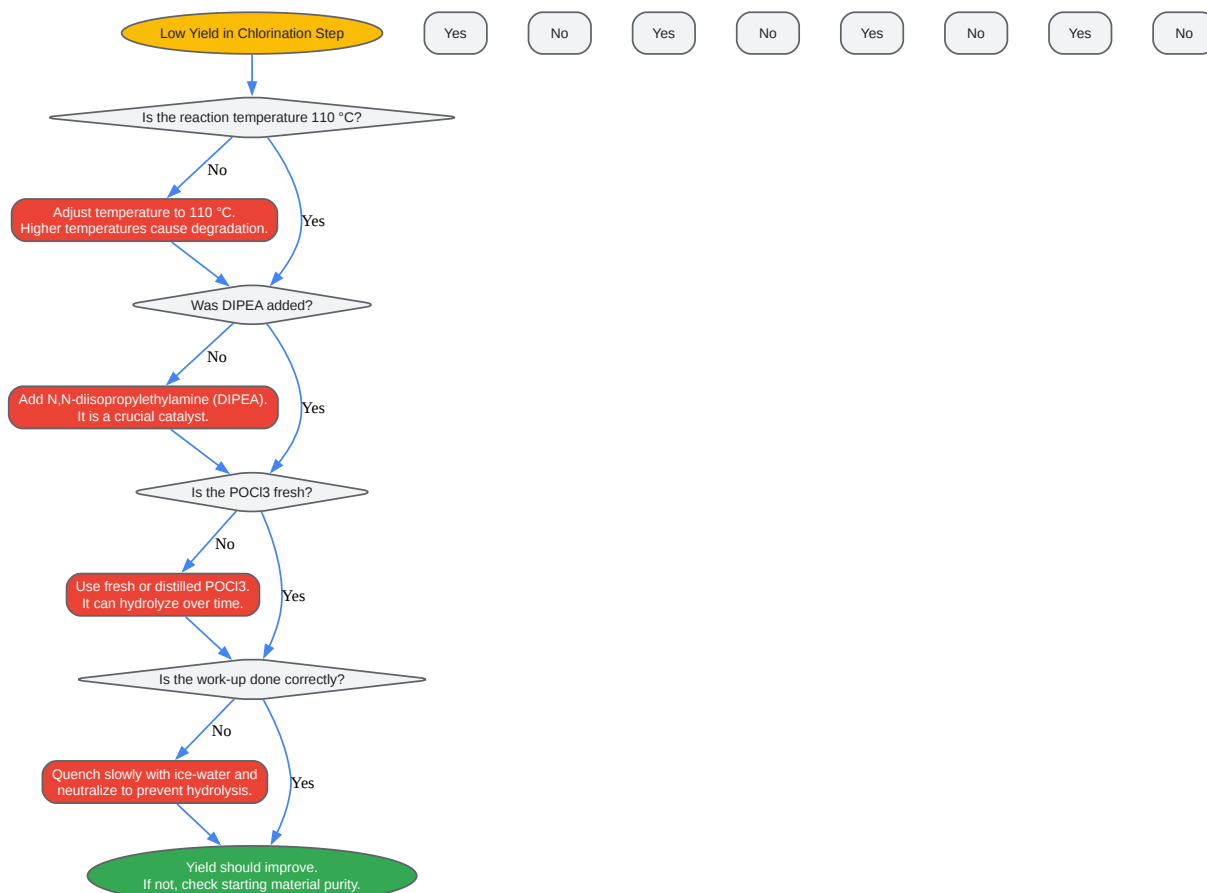 Low Yield in Chlorination Step
Yes
No
Yes
No
Yes
No
Yes
No
Is the reaction temperature 110 °C?
No
Yes
Adjust temperature to 110 °C.
Higher temperatures cause degradation.
Was DIPEA added?
No
Yes
Add N,N-diisopropylethylamine (DIPEA).
It is a crucial catalyst.
Is the POCl3 fresh?
No
Yes
Use fresh or distilled POCl3.
It can hydrolyze over time.
Is the work-up done correctly?
No
Yes
Quench slowly with ice-water and
neutralize to prevent hydrolysis.
Yield should improve.
If not, check starting material purity.